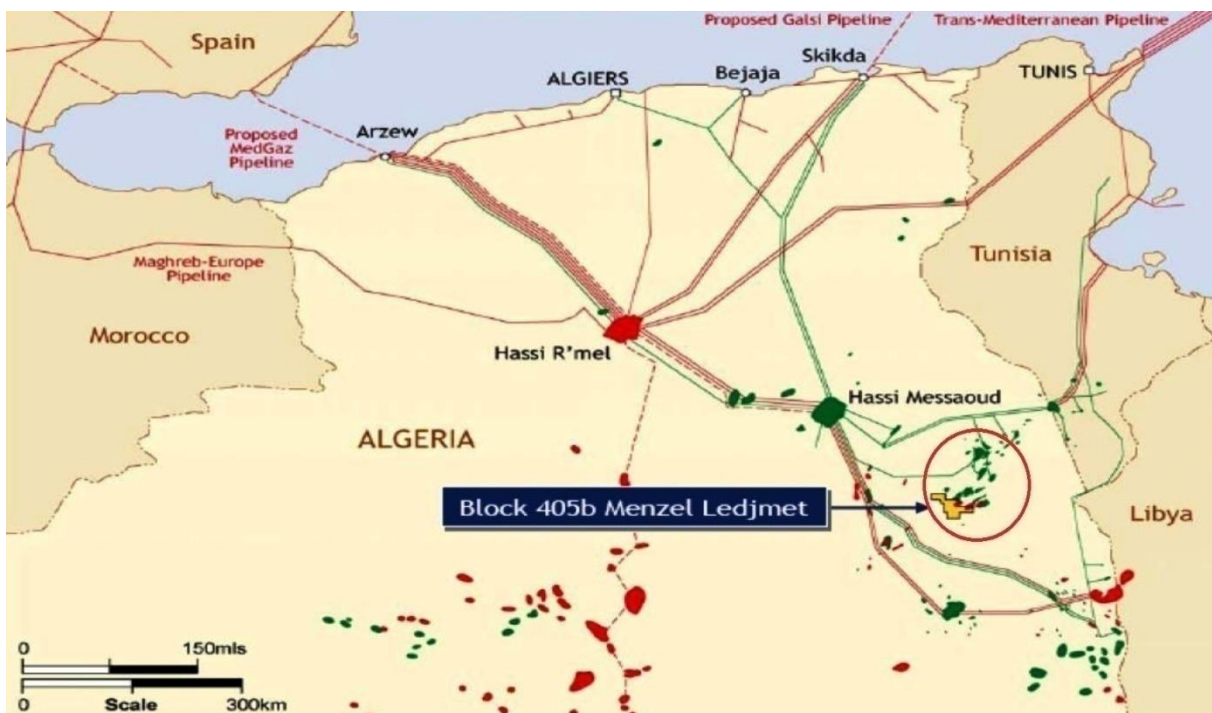 Spain
Proposed Galsi Pipeline
Trans-Mediterranean Pipeline
Skikda
ALGIERS
Bejaja
TUNIS
Arzew
Proposed
MedGaz
Pipeline
Tunisia
Maghreb-Europe
Pipeline
Morocco
Hassi R'mel
Hassi Messaoud
ALGERIA
Block 405b Menzel Ledjmet
Libya
0 150mls
0 Scale 300km